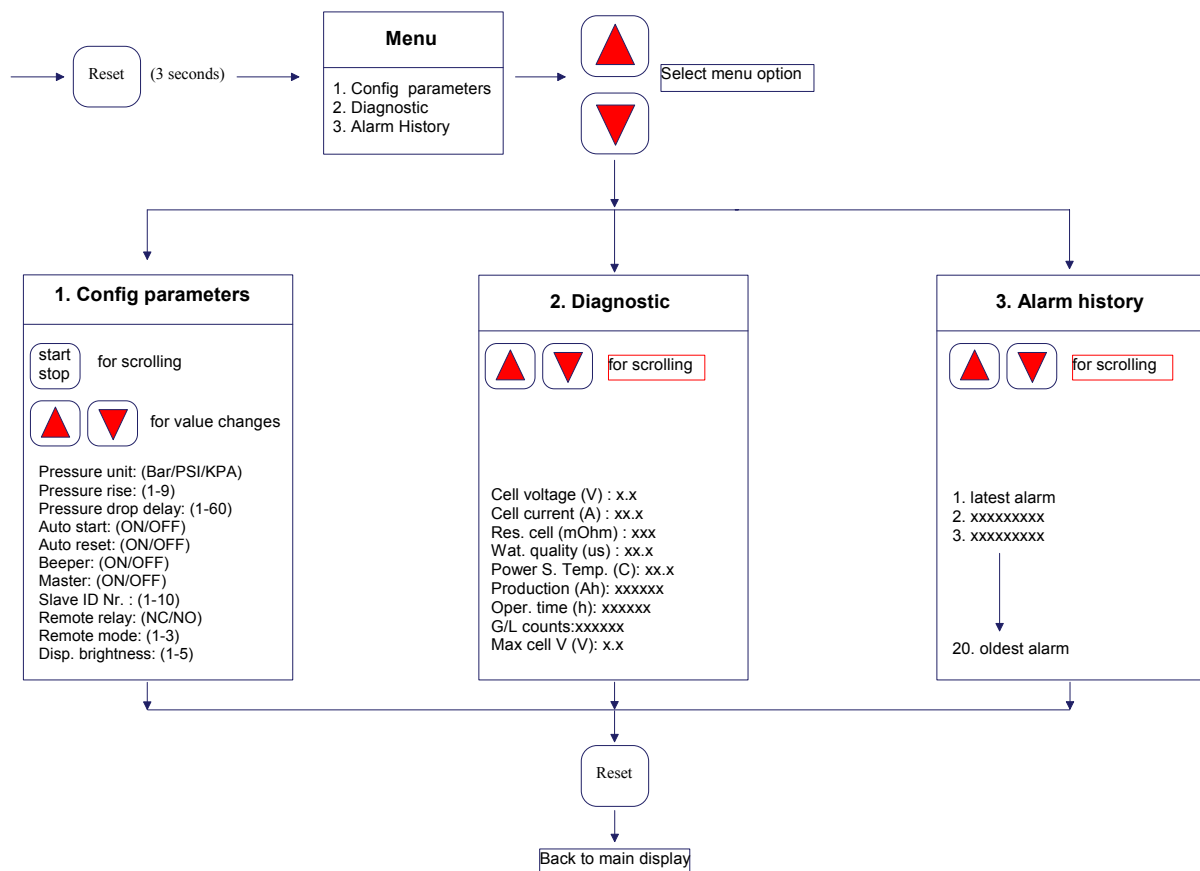 Reset
(3 seconds)
Menu
1. Config parameters
2. Diagnostic
3. Alarm History
Select menu option
1. Config parameters
start
stop
for scrolling
for value changes
Pressure unit: (Bar/PSI/KPA)
Pressure rise: (1-9)
Pressure drop delay: (1-60)
Auto start: (ON/OFF)
Auto reset: (ON/OFF)
Beeper: (ON/OFF)
Master: (ON/OFF)
Slave ID Nr. : (1-10)
Remote relay: (NC/NO)
Remote mode: (1-3)
Disp. brightness: (1-5)
2. Diagnostic
for scrolling
Cell voltage (V) : x.x
Cell current (A) : xx.x
Res. cell (mOhm) : xxx
Wat. quality (us) : xx.x
Power S. Temp. (C): xx.x
Production (Ah): xxxxxx
Oper. time (h): xxxxxx
G/L counts:xxxxxx
Max cell V (V): x.x
3. Alarm history
for scrolling
1. latest alarm
2. xxxxxxxxx
3. xxxxxxxxx
20. oldest alarm
Reset
Back to main display